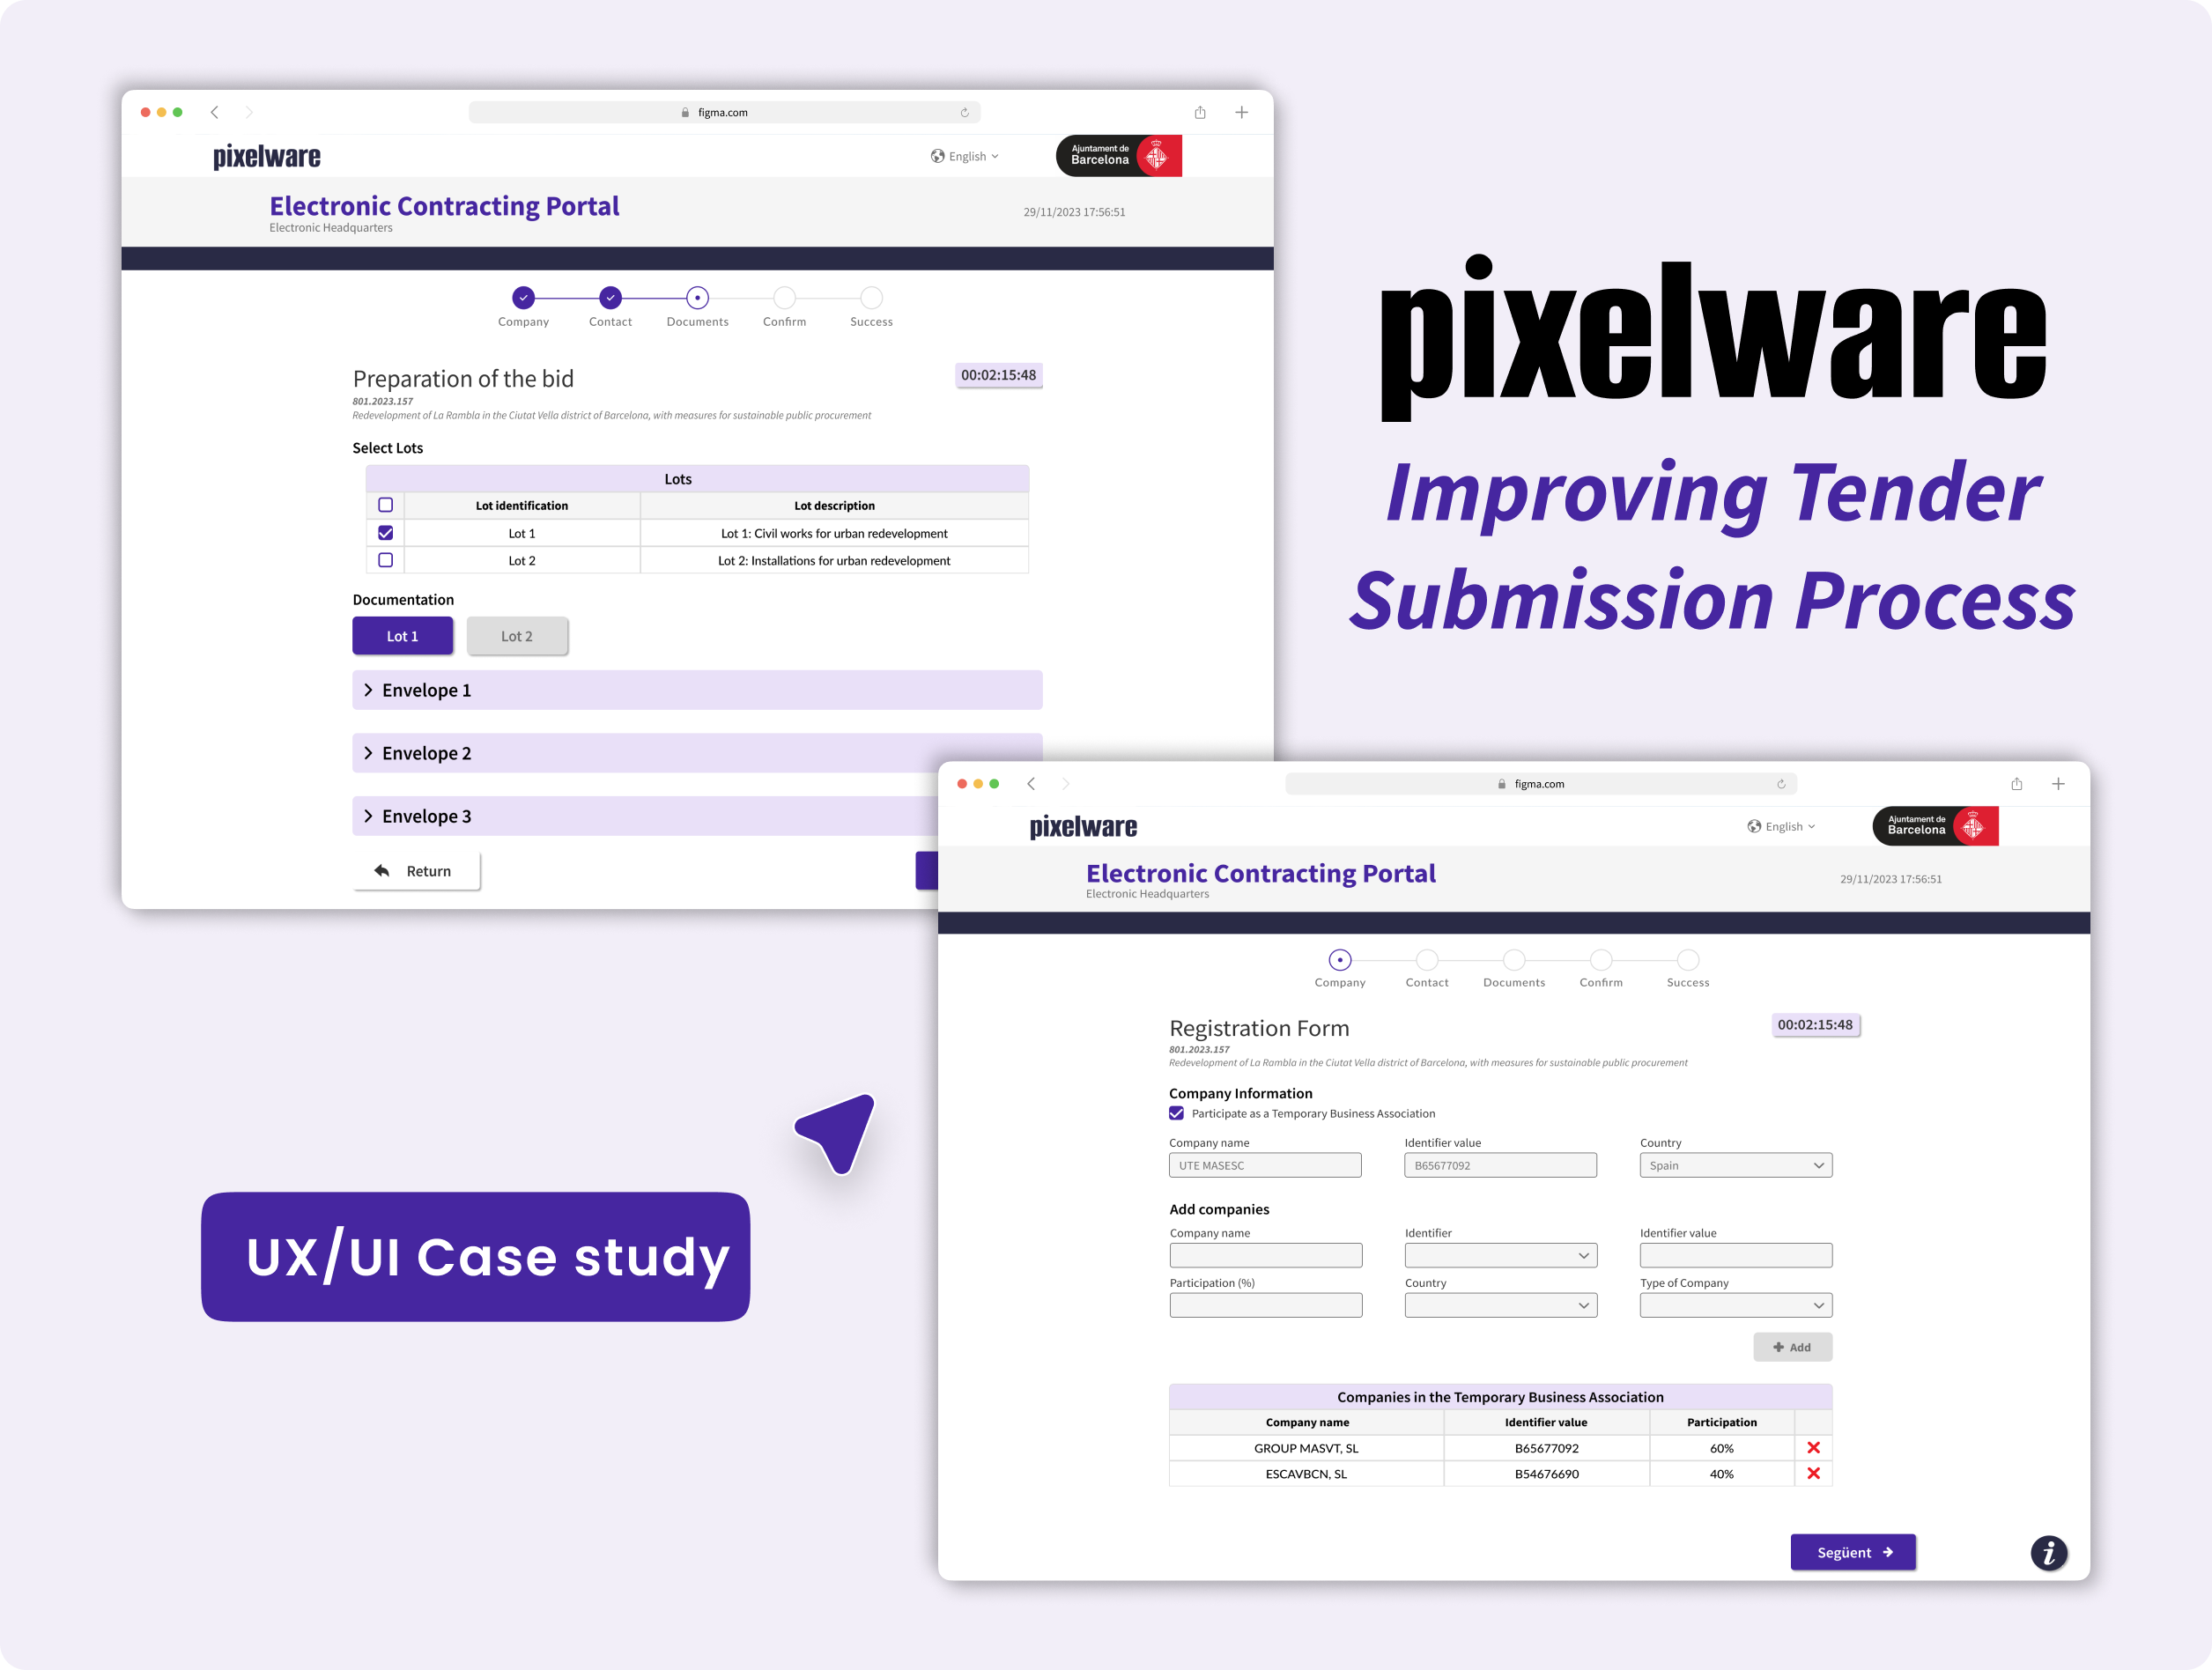 figma.com
pixelware
English
Ajuntament de
Barcelona
Electronic Contracting Portal
Electronic Headquarters
29/11/2023 17:56:51
Company
Contact
Documents
Confirm
Success
Preparation of the bid
00:02:15:48
801.2023.157
Redevelopment of La Rambla in the Ciutat Vella district of Barcelona, with measures for sustainable public procurement
Select Lots
Lots
Lot identification
Lot description
Lot 1
Lot 1: Civil works for urban redevelopment
Lot 2
Lot 2: Installations for urban redevelopment
Documentation
Lot 1
Lot 2
Envelope 1
Envelope 2
Envelope 3
Return
pixelware
Improving Tender
Submission Process
figma.com
pixelware
English
Ajuntament de
Barcelona
Electronic Contracting Portal
Electronic Headquarters
29/11/2023 17:56:51
Company
Contact
Documents
Confirm
Success
Registration Form
00:02:15:48
801.2023.157
Redevelopment of La Rambla in the Ciutat Vella district of Barcelona, with measures for sustainable public procurement
Company Information
Participate as a Temporary Business Association
Company name
Identifier value
Country
UTE MASESC
B65677092
Spain
Add companies
Company name
Identifier
Identifier value
Participation (%)
Country
Type of Company
Add
Companies in the Temporary Business Association
Company name
Identifier value
Participation
GROUP MASVT, SL
B65677092
60%
ESCAVBCN, SL
B54676690
40%
Següent
UX/UI Case study